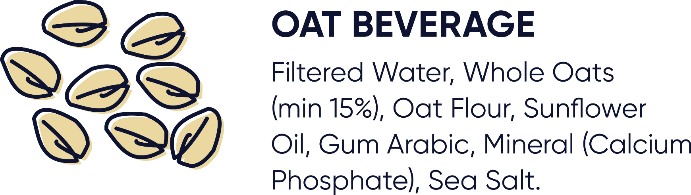 OAT BEVERAGE
Filtered Water, Whole Oats
(min 15%), Oat Flour, Sunflower
Oil, Gum Arabic, Mineral (Calcium
Phosphate), Sea Salt.